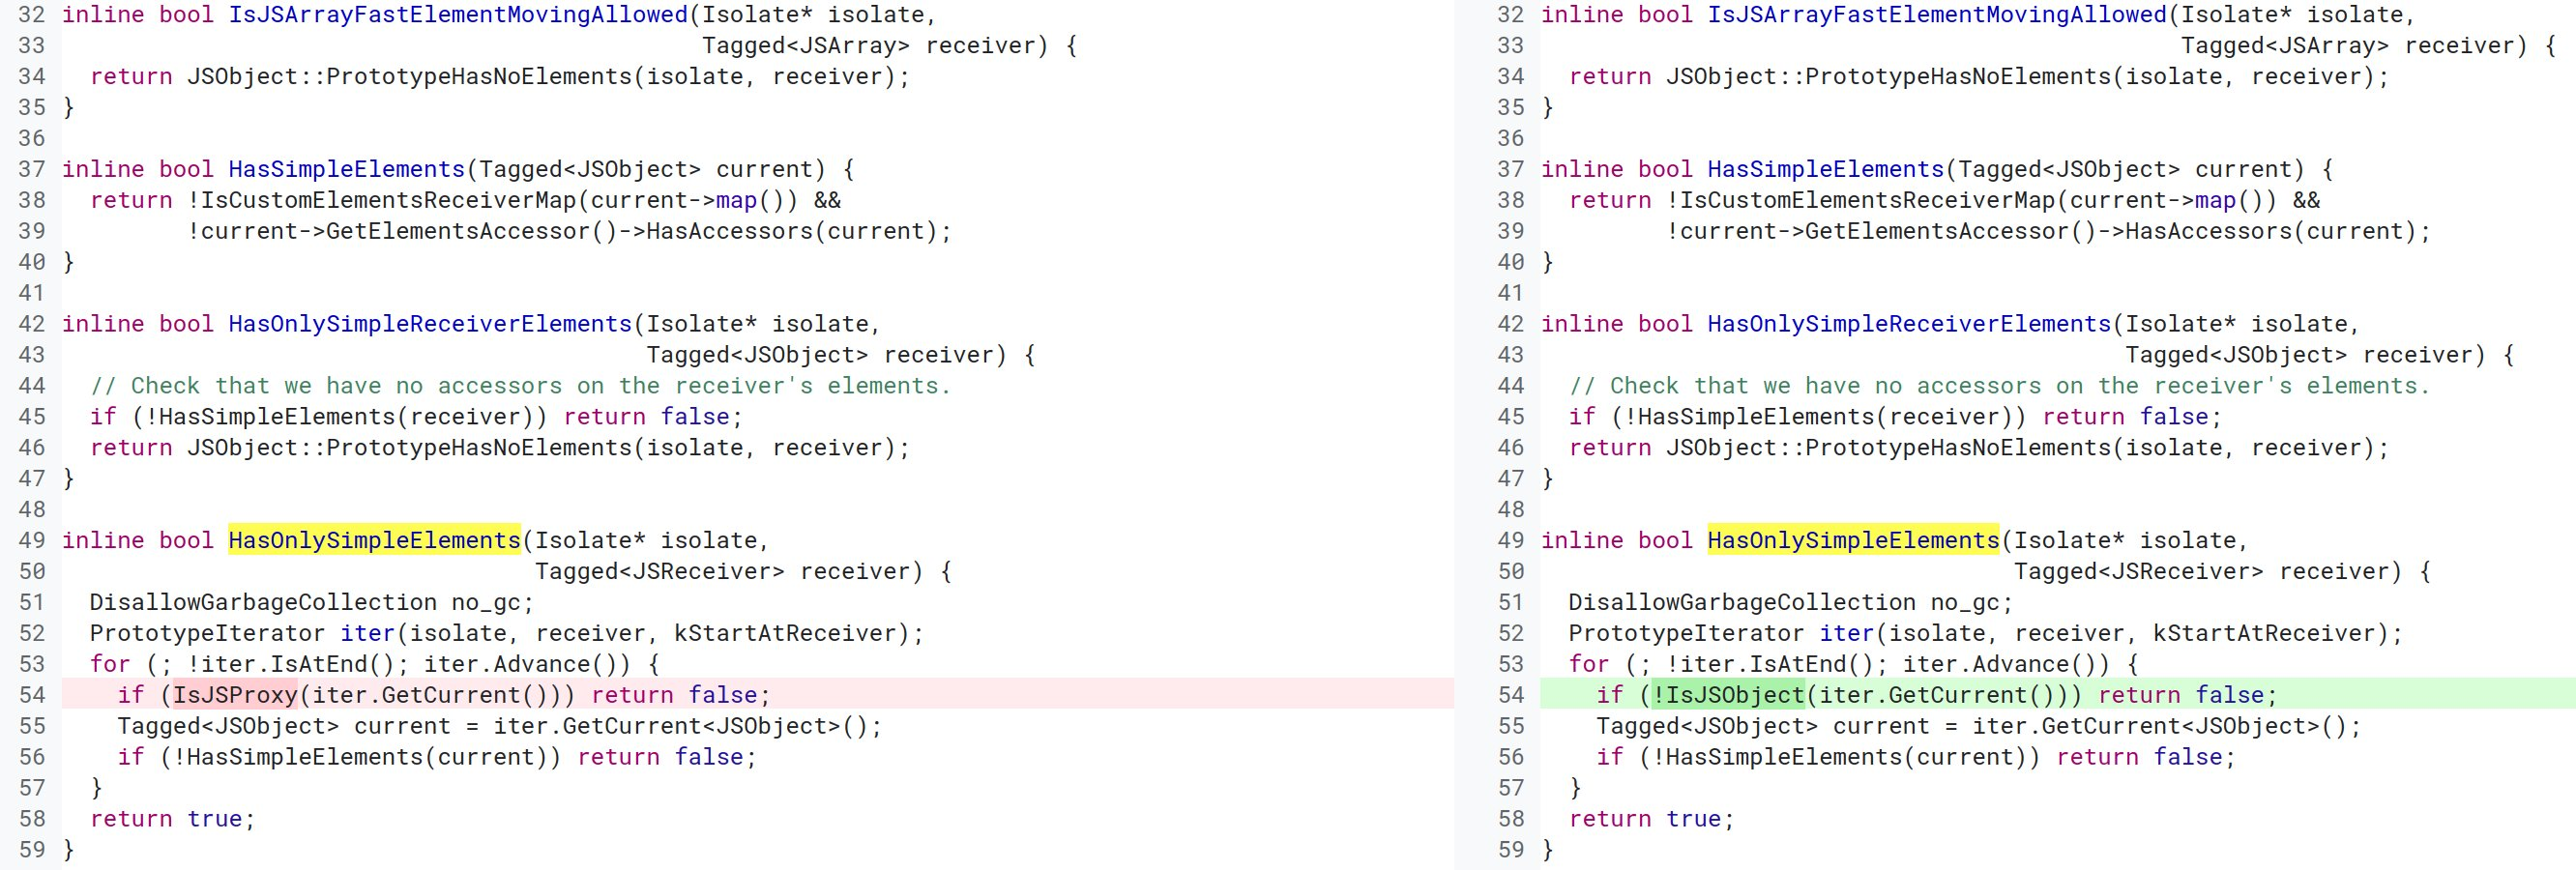 32 inline bool IsJSArrayFastElementMovingAllowed(Isolate* isolate,
33                                               Tagged<JSArray> receiver) {
34   return JSObject::PrototypeHasNoElements(isolate, receiver);
35 }
36
37 inline bool HasSimpleElements(Tagged<JSObject> current) {
38   return !IsCustomElementsReceiverMap(current->map()) &&
39          !current->GetElementsAccessor()->HasAccessors(current);
40 }
41
42 inline bool HasOnlySimpleReceiverElements(Isolate* isolate,
43                                           Tagged<JSObject> receiver) {
44   // Check that we have no accessors on the receiver's elements.
45   if (!HasSimpleElements(receiver)) return false;
46   return JSObject::PrototypeHasNoElements(isolate, receiver);
47 }
48
49 inline bool HasOnlySimpleElements(Isolate* isolate,
50                                   Tagged<JSReceiver> receiver) {
51   DisallowGarbageCollection no_gc;
52   PrototypeIterator iter(isolate, receiver, kStartAtReceiver);
53   for (; !iter.IsAtEnd(); iter.Advance()) {
54     if (IsJSProxy(iter.GetCurrent())) return false;
55     Tagged<JSObject> current = iter.GetCurrent<JSObject>();
56     if (!HasSimpleElements(current)) return false;
57   }
58   return true;
59 }
32 inline bool IsJSArrayFastElementMovingAllowed(Isolate* isolate,
33                                               Tagged<JSArray> receiver) {
34   return JSObject::PrototypeHasNoElements(isolate, receiver);
35 }
36
37 inline bool HasSimpleElements(Tagged<JSObject> current) {
38   return !IsCustomElementsReceiverMap(current->map()) &&
39          !current->GetElementsAccessor()->HasAccessors(current);
40 }
41
42 inline bool HasOnlySimpleReceiverElements(Isolate* isolate,
43                                           Tagged<JSObject> receiver) {
44   // Check that we have no accessors on the receiver's elements.
45   if (!HasSimpleElements(receiver)) return false;
46   return JSObject::PrototypeHasNoElements(isolate, receiver);
47 }
48
49 inline bool HasOnlySimpleElements(Isolate* isolate,
50                                   Tagged<JSReceiver> receiver) {
51   DisallowGarbageCollection no_gc;
52   PrototypeIterator iter(isolate, receiver, kStartAtReceiver);
53   for (; !iter.IsAtEnd(); iter.Advance()) {
54     if (!IsJSObject(iter.GetCurrent())) return false;
55     Tagged<JSObject> current = iter.GetCurrent<JSObject>();
56     if (!HasSimpleElements(current)) return false;
57   }
58   return true;
59 }